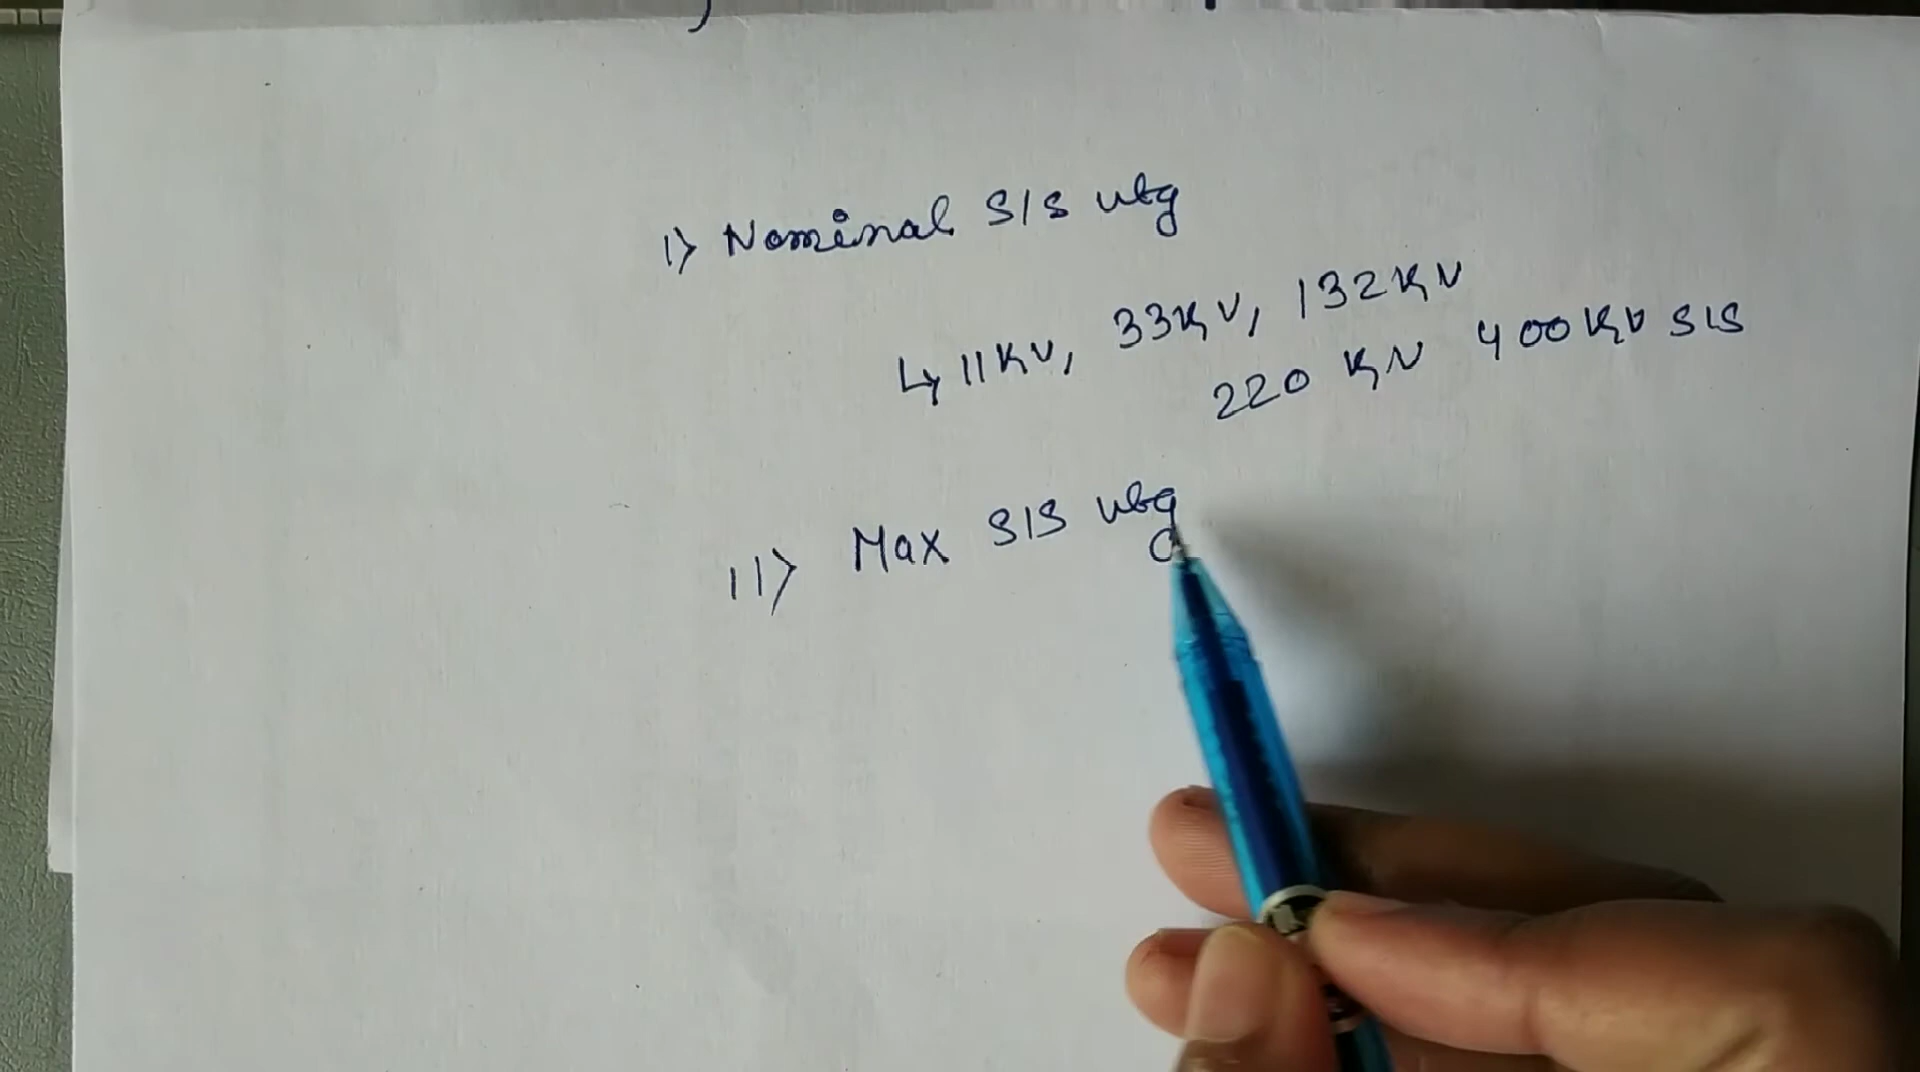 1) Nominal S/S vtg
↳ 11KV, 33KV, 132KV
220 KV 400KV S/S
11) Max S/S vtg